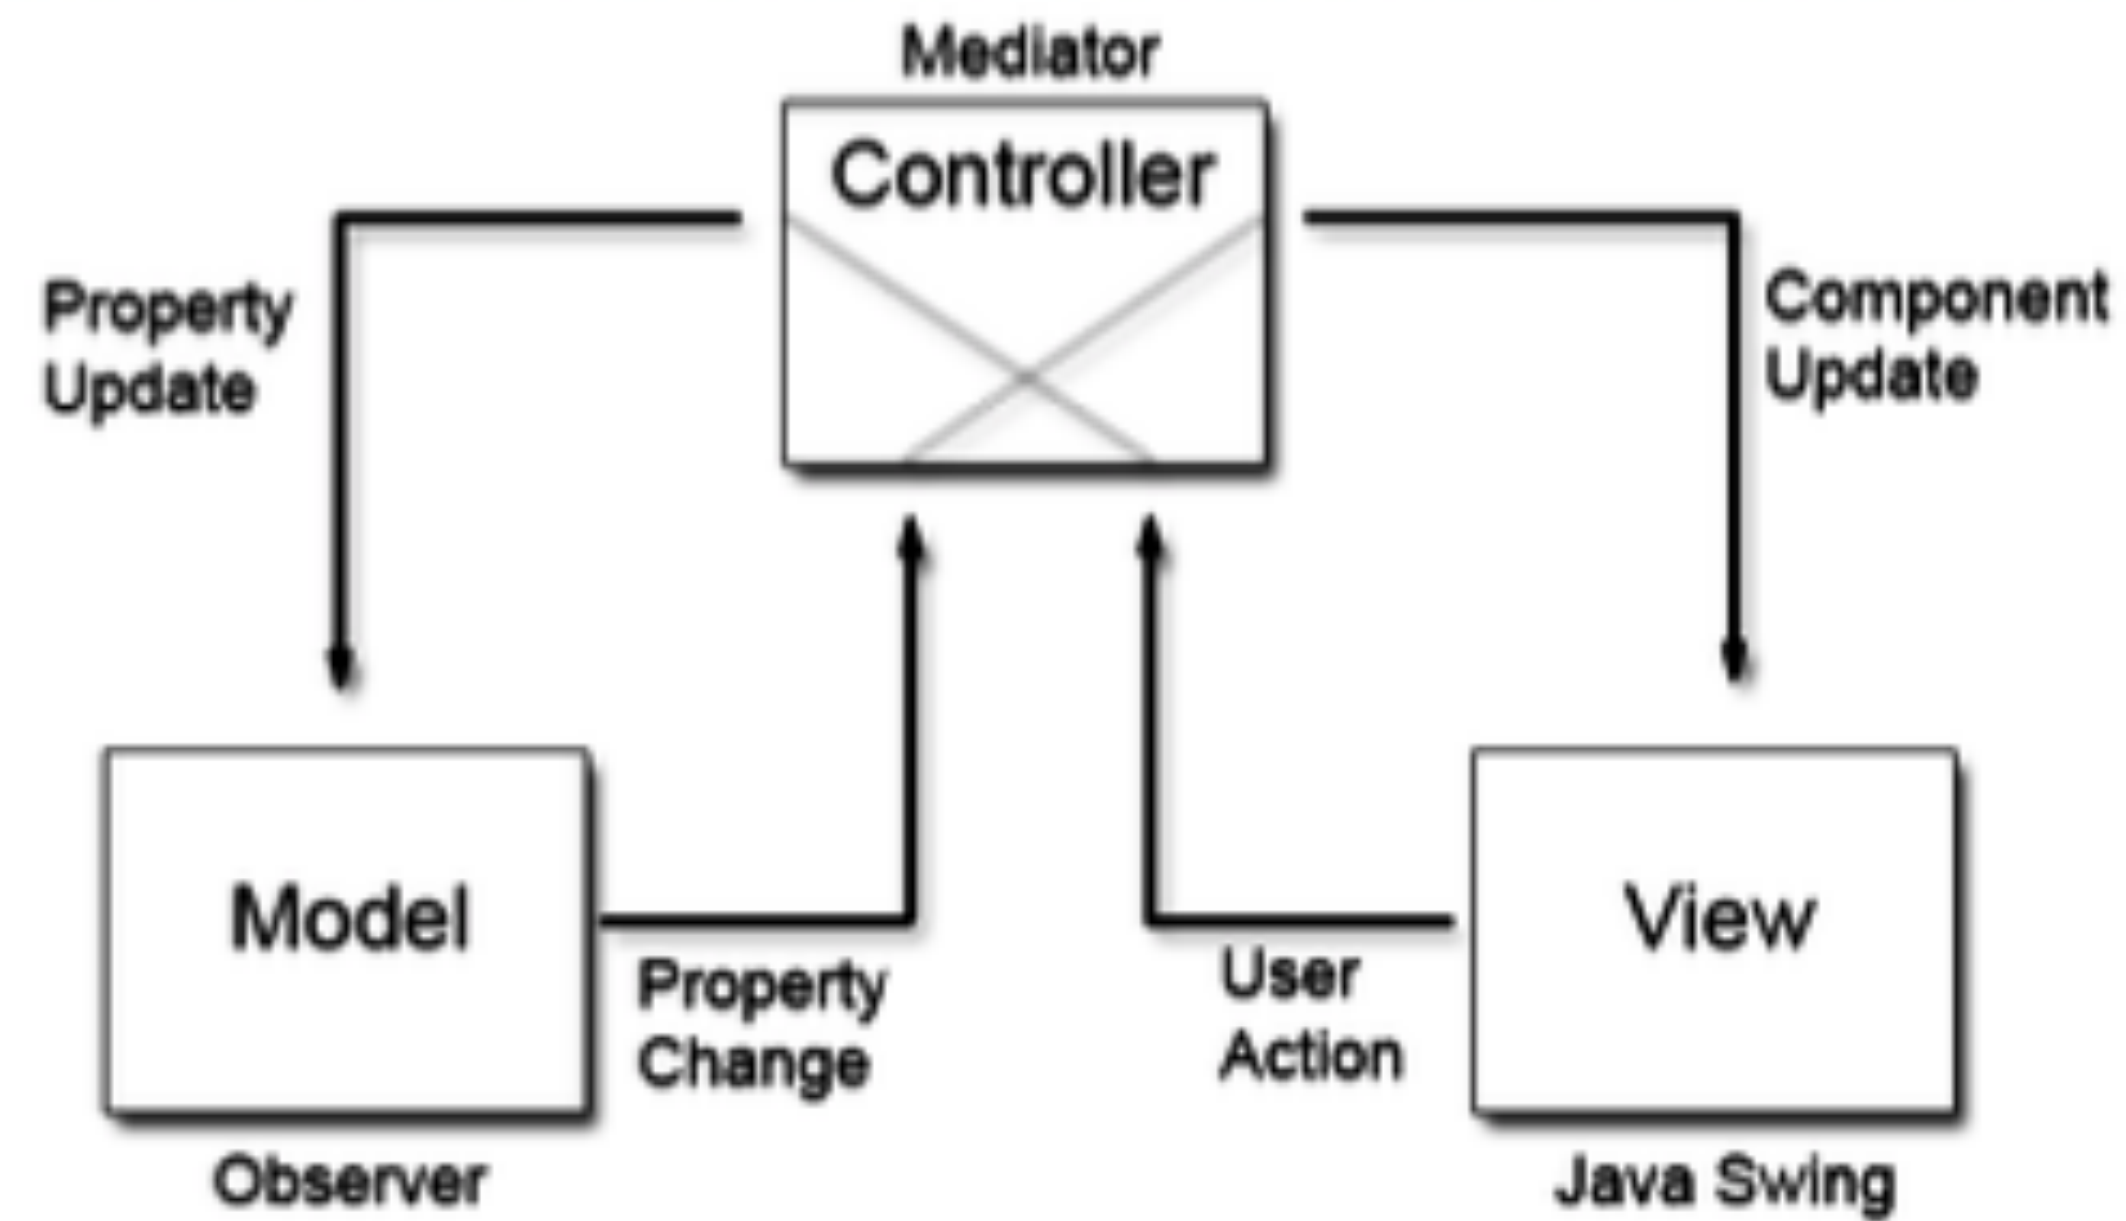 Mediator
Controller
Property
Update
Component
Update
Model
View
Property
Change
User
Action
Observer
Java Swing